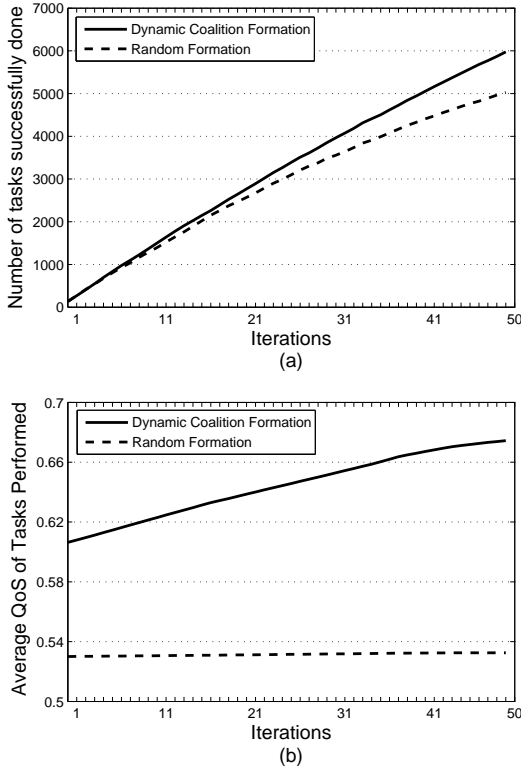 Number of tasks successfully done
7000
6000
5000
4000
3000
2000
1000
0
Dynamic Coalition Formation
Random Formation
1 11 21 31 41 50
Iterations
(a)
Average QoS of Tasks Performed
0.7
0.66
0.62
0.58
0.54
0.5
Dynamic Coalition Formation
Random Formation
1 11 21 31 41 50
Iterations
(b)